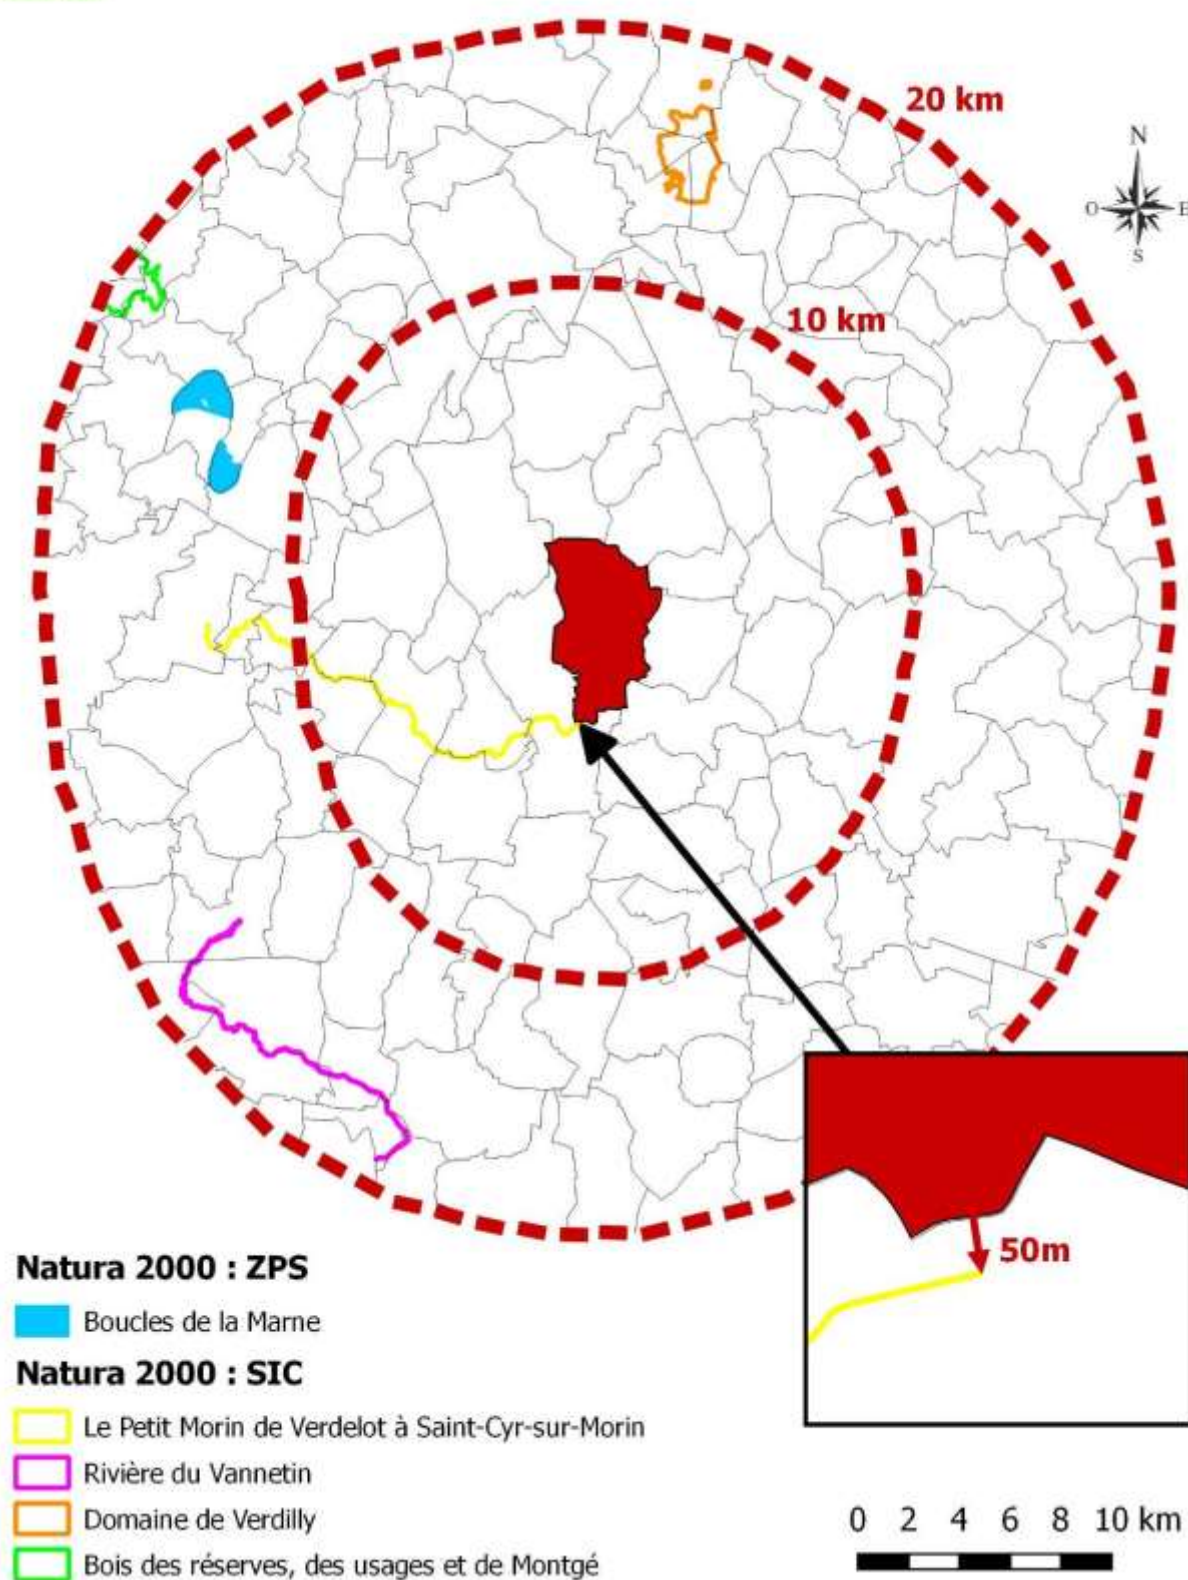 20 km
N
O
E
S
10 km
50m
Natura 2000 : ZPS
Boucles de la Marne
Natura 2000 : SIC
Le Petit Morin de Verdelot à Saint-Cyr-sur-Morin
Rivière du Vannetin
Domaine de Verdilly
Bois des réserves, des usages et de Montgé
0 2 4 6 8 10 km